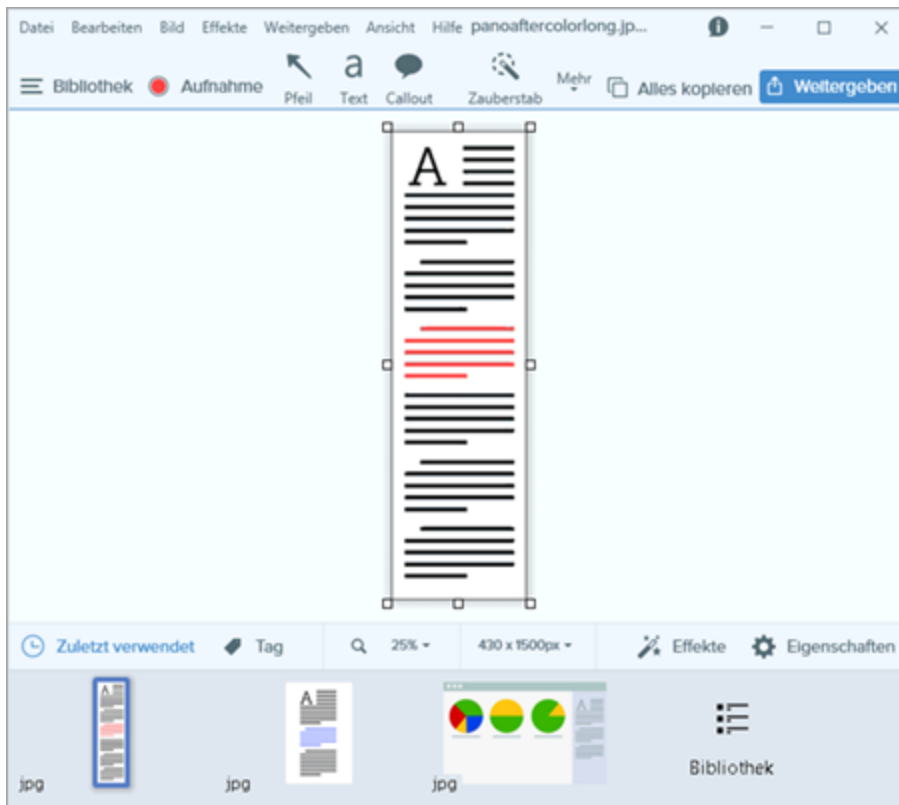 Datei Bearbeiten Bild Effekte Weitergeben Ansicht Hilfe panoaftercolorlong.jp...
Bibliothek Aufnahme Pfeil Text Callout Zauberstab Mehr Alles kopieren Weitergeben
A
Zuletzt verwendet Tag 25% 430 x 1500px Effekte Eigenschaften
jpg jpg jpg Bibliothek